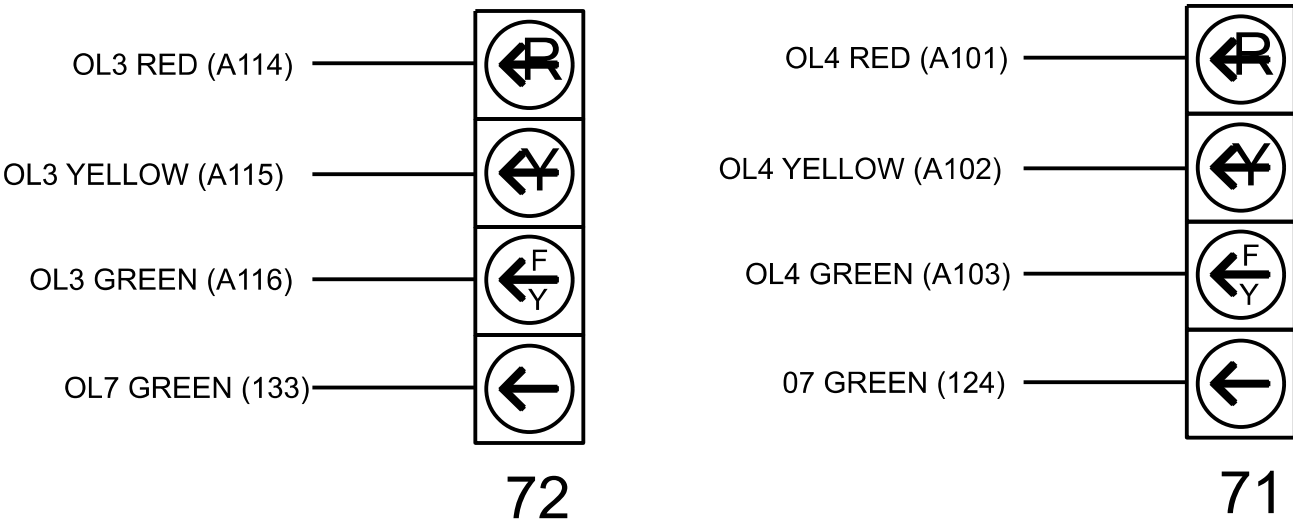 OL3 RED (A114)
R
OL3 YELLOW (A115)
Y
OL3 GREEN (A116)
F
Y
OL7 GREEN (133)
72
OL4 RED (A101)
R
OL4 YELLOW (A102)
Y
OL4 GREEN (A103)
F
Y
07 GREEN (124)
71